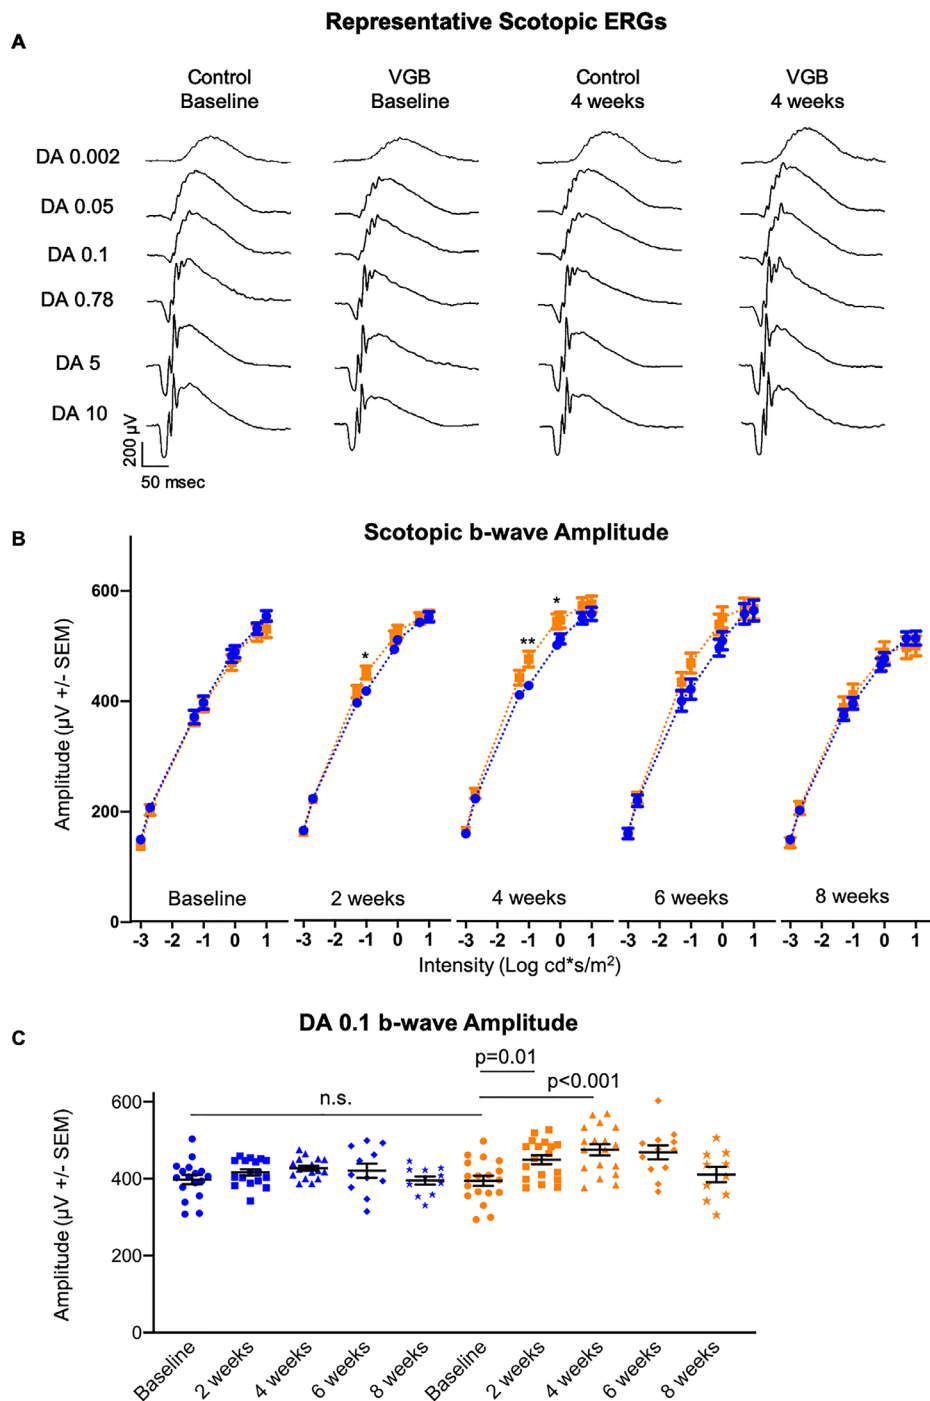 Representative Scotopic ERGs
A
Control Baseline
VGB Baseline
Control 4 weeks
VGB 4 weeks
DA 0.002
DA 0.05
DA 0.1
DA 0.78
DA 5
DA 10
200 µV
50 msec
B
Scotopic b-wave Amplitude
Amplitude (µV +/- SEM)
600
400
200
0
*
**
*
Baseline
2 weeks
4 weeks
6 weeks
8 weeks
-3 -2 -1 0 1
-3 -2 -1 0 1
-3 -2 -1 0 1
-3 -2 -1 0 1
-3 -2 -1 0 1
Intensity (Log cd*s/m²)
C
DA 0.1 b-wave Amplitude
p=0.01
p<0.001
n.s.
Amplitude (µV +/- SEM)
600
400
200
0
Baseline
2 weeks
4 weeks
6 weeks
8 weeks
Baseline
2 weeks
4 weeks
6 weeks
8 weeks